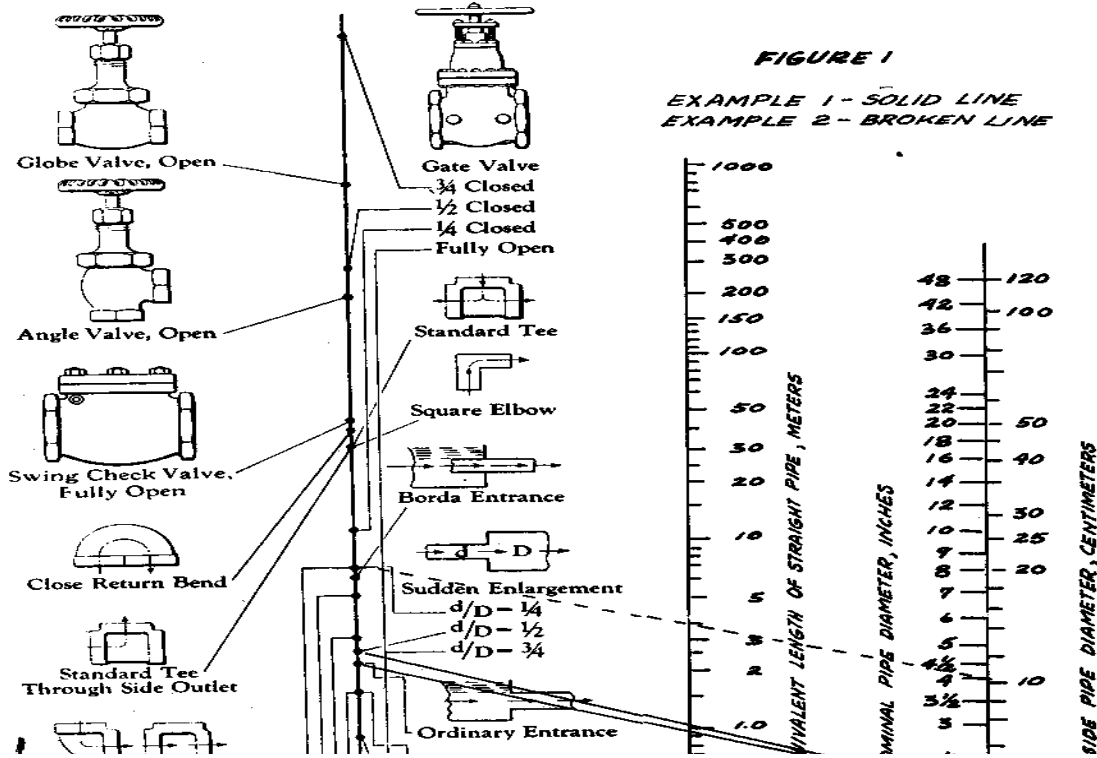 FIGURE 1
EXAMPLE 1 - SOLID LINE
EXAMPLE 2 - BROKEN LINE
Globe Valve, Open
Angle Valve, Open
Swing Check Valve,
Fully Open
Close Return Bend
Standard Tee
Through Side Outlet
Gate Valve
¾ Closed
½ Closed
¼ Closed
Fully Open
Standard Tee
Square Elbow
Borda Entrance
d D
Sudden Enlargement
d/D - ¼
d/D - ½
d/D - ¾
Ordinary Entrance
1000
500
400
300
200
150
100
50
30
20
10
5
3
2
1.0
LENGTH OF STRAIGHT PIPE, METERS
48
42
36
30
24
22
20
18
16
14
12
10
9
8
7
6
5
4½
4
3½
3
PIPE DIAMETER, INCHES
120
100
50
40
30
25
20
10
PIPE DIAMETER, CENTIMETERS